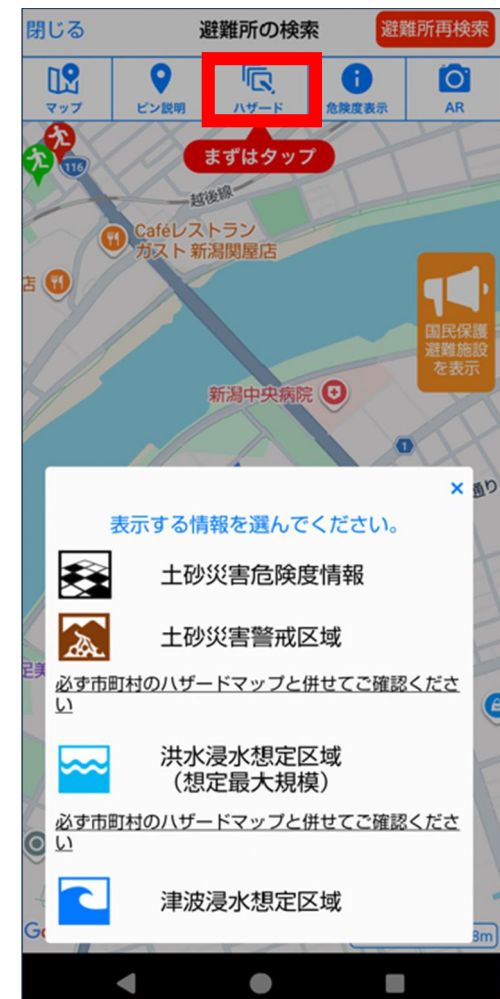 閉じる
避難所の検索
避難所再検索
マップ
ピン説明
ハザード
危険度表示
AR
まずはタップ
116
越後線
Caféレストラン
ガスト 新潟関屋店
店
国民保護
避難施設
を表示
新潟中央病院
1
通り
×
表示する情報を選んでください。
土砂災害危険度情報
土砂災害警戒区域
足美
必ず市町村のハザードマップと併せてご確認くださ
い
洪水浸水想定区域
（想定最大規模）
必ず市町村のハザードマップと併せてご確認くださ
い
津波浸水想定区域